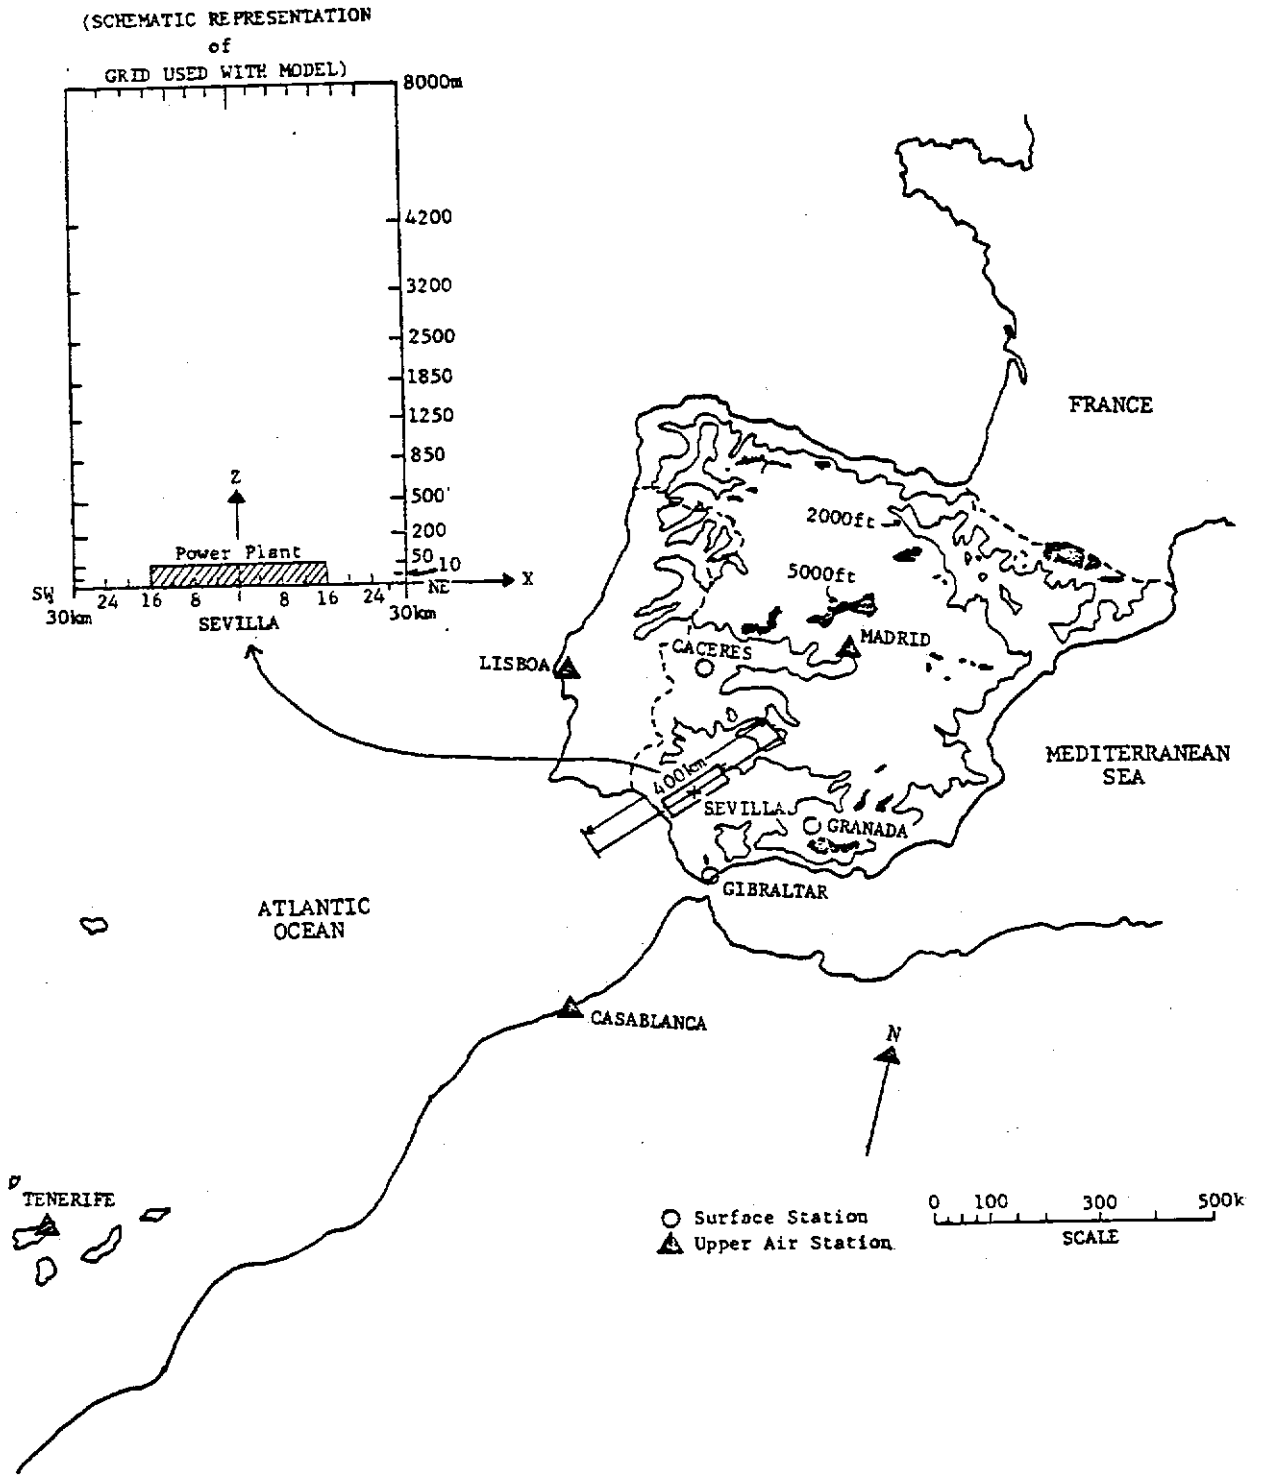 (SCHEMATIC REPRESENTATION
of
GRID USED WITH MODEL)
8000m
4200
3200
2500
1850
1250
850
500'
200
50
10
Z
Power Plant
X
SW
NE
30km
24
16
8
8
16
24
30km
SEVILLA
FRANCE
2000ft
5000ft
MADRID
CACERES
LISBOA
400km
SEVILLA
GRANADA
GIBRALTAR
MEDITERRANEAN
SEA
ATLANTIC
OCEAN
CASABLANCA
N
TENERIFE
0 100 300 500k
SCALE
Surface Station
Upper Air Station